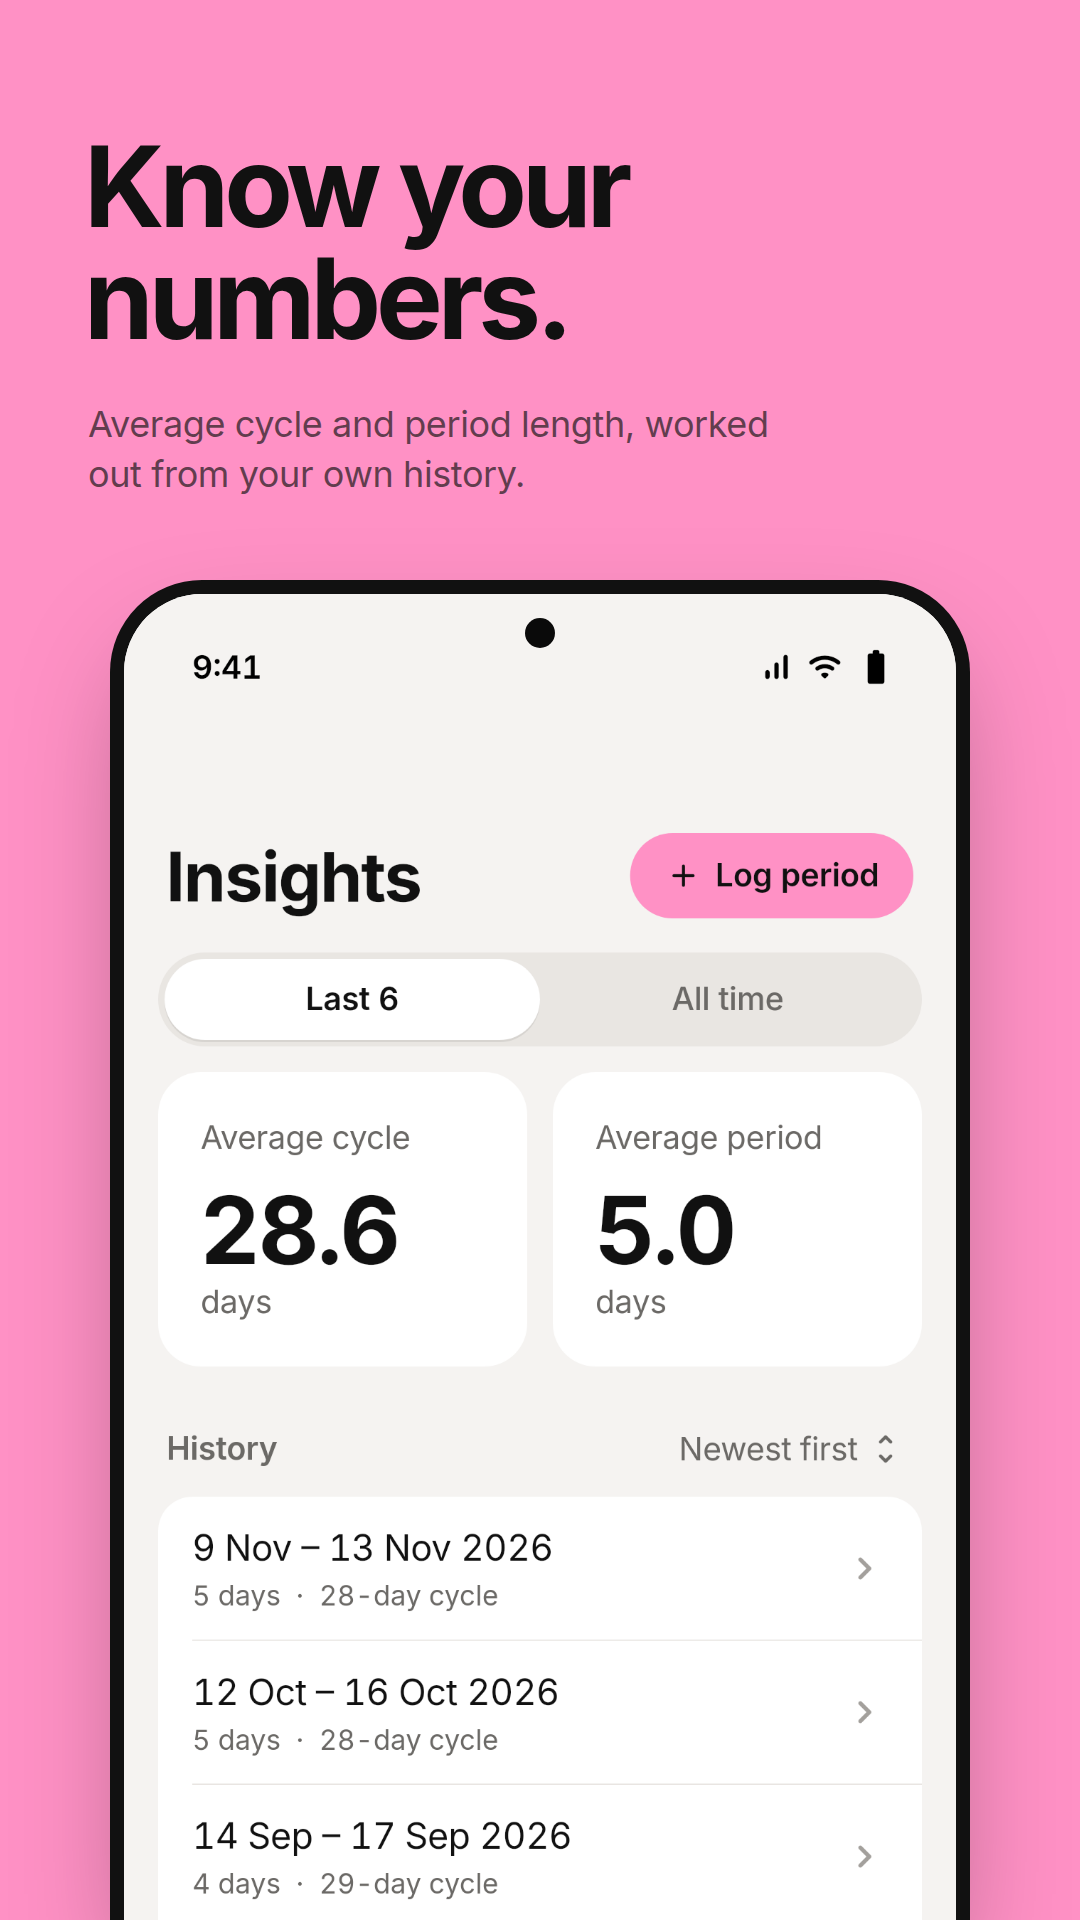 Know your
numbers.
Average cycle and period length, worked
out from your own history.
9:41
Insights
+ Log period
Last 6
All time
Average cycle
28.6
days
Average period
5.0
days
History
Newest first
9 Nov – 13 Nov 2026
5 days · 28-day cycle
12 Oct – 16 Oct 2026
5 days · 28-day cycle
14 Sep – 17 Sep 2026
4 days · 29-day cycle